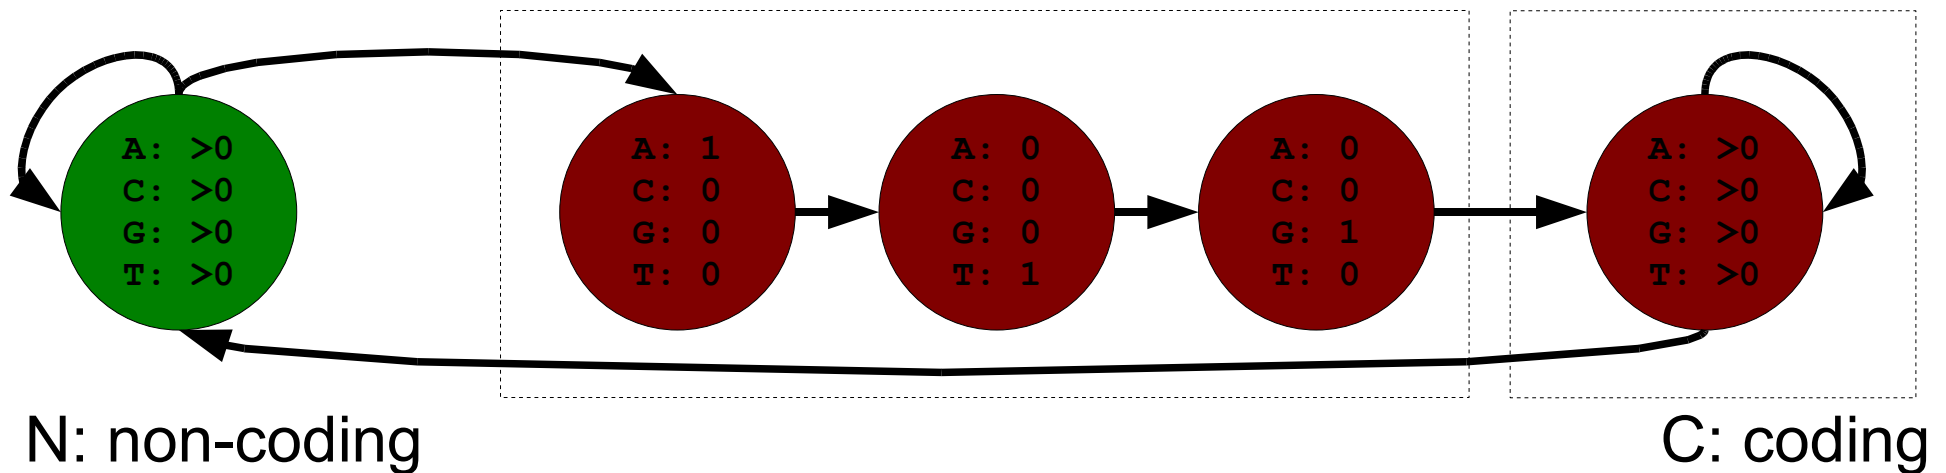 A: >0
C: >0
G: >0
T: >0
A: 1
C: 0
G: 0
T: 0
A: 0
C: 0
G: 0
T: 1
A: 0
C: 0
G: 1
T: 0
A: >0
C: >0
G: >0
T: >0
N: non-coding
C: coding